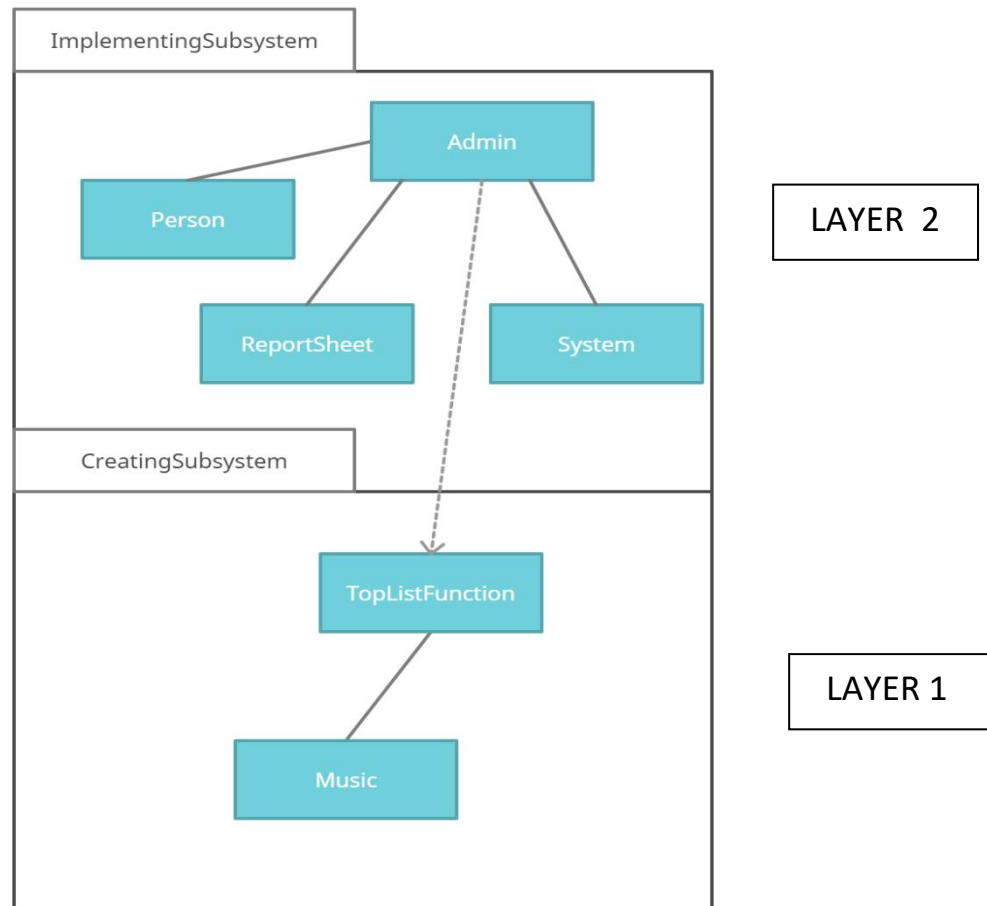 ImplementingSubsystem
Admin
Person
LAYER 2
ReportSheet
System
CreatingSubsystem
TopListFunction
LAYER 1
Music